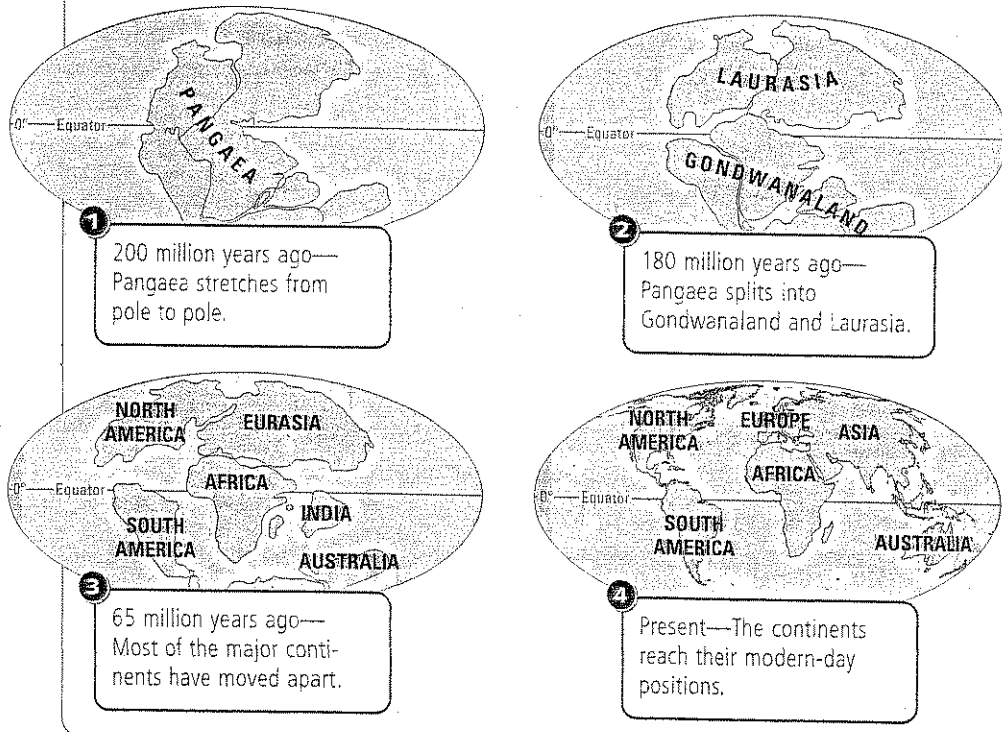 PANGAEA
0° Equator
1
200 million years ago—
Pangaea stretches from
pole to pole.
LAURASIA
0° Equator
GONDWANALAND
2
180 million years ago—
Pangaea splits into
Gondwanaland and Laurasia.
NORTH
AMERICA
EURASIA
AFRICA
0° Equator
INDIA
SOUTH
AMERICA
AUSTRALIA
3
65 million years ago—
Most of the major conti-
nents have moved apart.
NORTH
AMERICA
EUROPE
ASIA
AFRICA
0° Equator
SOUTH
AMERICA
AUSTRALIA
4
Present—The continents
reach their modern-day
positions.